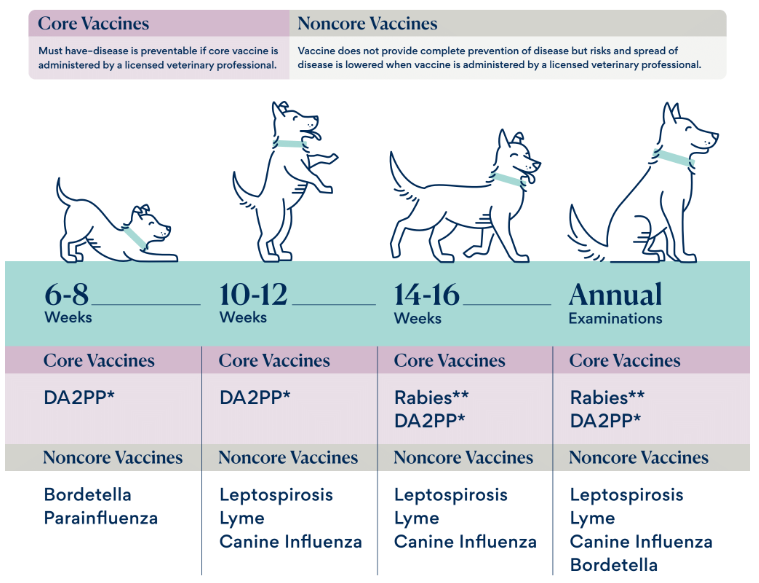 Core Vaccines
Must have–disease is preventable if core vaccine is
administered by a licensed veterinary professional.
Noncore Vaccines
Vaccine does not provide complete prevention of disease but risks and spread of
disease is lowered when vaccine is administered by a licensed veterinary professional.
6-8
Weeks
10-12
Weeks
14-16
Weeks
Annual
Examinations
Core Vaccines
DA2PP*
Noncore Vaccines
Bordetella
Parainfluenza
Core Vaccines
DA2PP*
Noncore Vaccines
Leptospirosis
Lyme
Canine Influenza
Core Vaccines
Rabies**
DA2PP*
Noncore Vaccines
Leptospirosis
Lyme
Canine Influenza
Core Vaccines
Rabies**
DA2PP*
Noncore Vaccines
Leptospirosis
Lyme
Canine Influenza
Bordetella